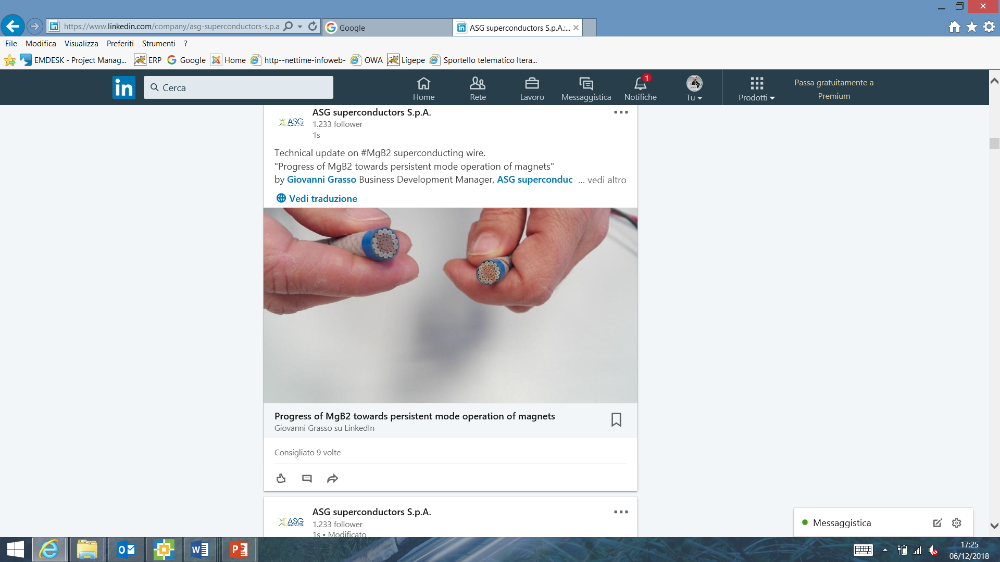 https://www.linkedin.com/company/asg-superconductors-s.p.a
Google
ASG superconductors S.p.A.:...
File Modifica Visualizza Preferiti Strumenti ?
EMDESK - Project Manag... ERP Google Home http--nettime-infoweb- OWA Ligepe Sportello telematico Itera...
in
Cerca
Home
Rete
Lavoro
Messaggistica
1
Notifiche
Tu
Prodotti
Passa gratuitamente a
Premium
ASG
ASG superconductors S.p.A.
1.233 follower
1s
Technical update on #MgB2 superconducting wire.
"Progress of MgB2 towards persistent mode operation of magnets"
by Giovanni Grasso Business Development Manager, ASG superconduc ... vedi altro
Vedi traduzione
Progress of MgB2 towards persistent mode operation of magnets
Giovanni Grasso su LinkedIn
Consigliato 9 volte
ASG
ASG superconductors S.p.A.
1.233 follower
1s • Modificato
Messaggistica
17:25
06/12/2018